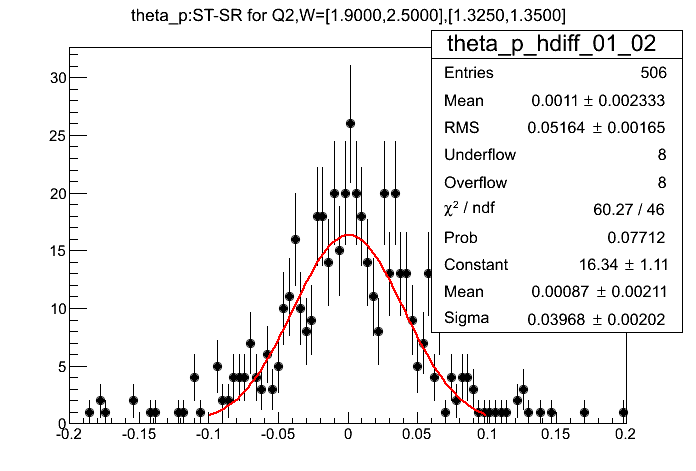 theta_p:ST-SR for Q2,W=[1.9000,2.5000],[1.3250,1.3500]
theta_p_hdiff_01_02
Entries 506
Mean 0.0011 ± 0.002333
RMS 0.05164 ± 0.00165
Underflow 8
Overflow 8
χ² / ndf 60.27 / 46
Prob 0.07712
Constant 16.34 ± 1.11
Mean 0.00087 ± 0.00211
Sigma 0.03968 ± 0.00202
30
25
20
15
10
5
0
-0.2 -0.15 -0.1 -0.05 0 0.05 0.1 0.15 0.2